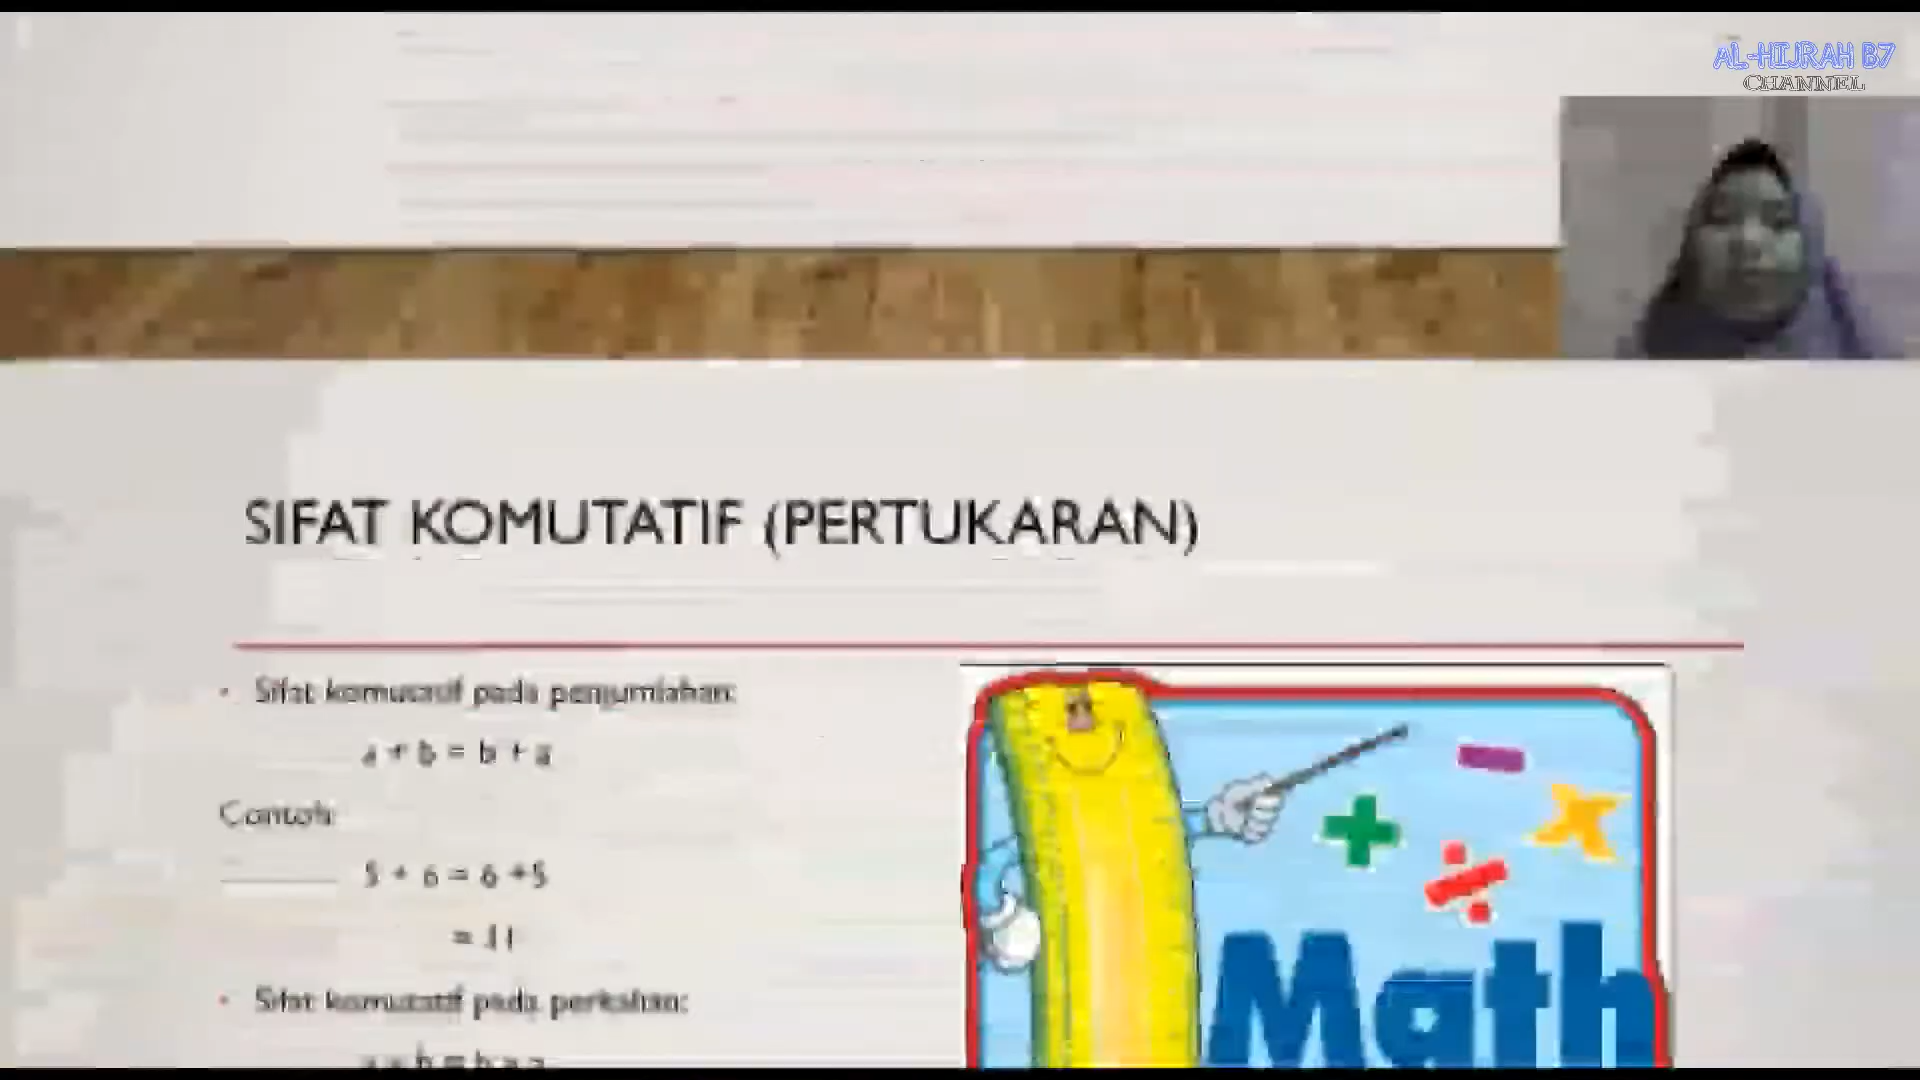 AL-HIJRAH B7
CHANNEL
SIFAT KOMUTATIF (PERTUKARAN)
• Sifat komutatif pada penjumlahan:
a + b = b + a
Contoh:
5 + 6 = 6 +5
= 11
• Sifat komutatif pada perkalian:
Math